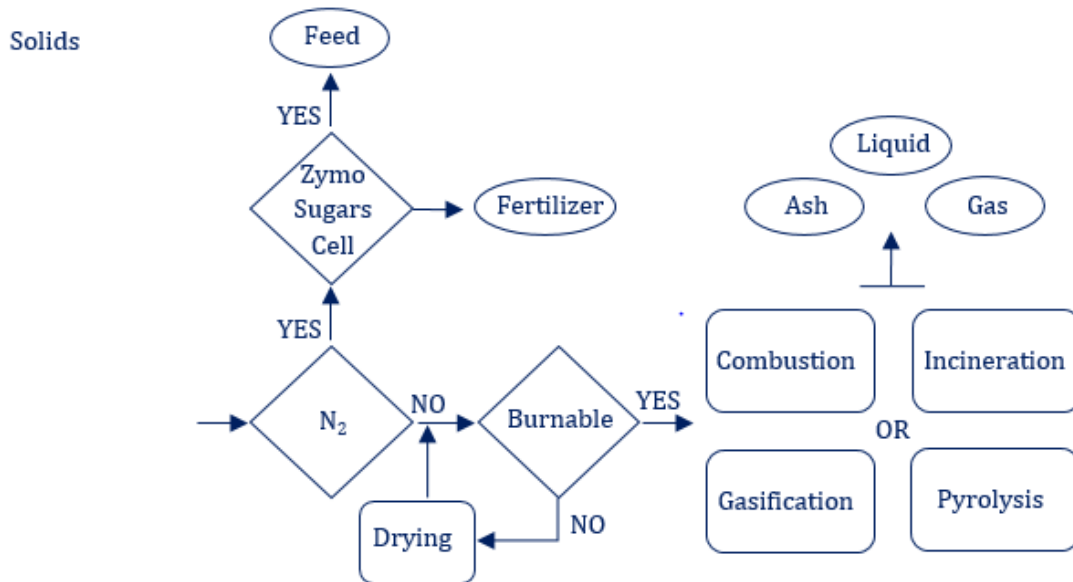 Solids
Feed
YES
Zymo
Sugars
Cell
Fertilizer
Liquid
Ash
Gas
YES
N₂
NO
Burnable
YES
Combustion
Incineration
OR
Gasification
Pyrolysis
NO
Drying